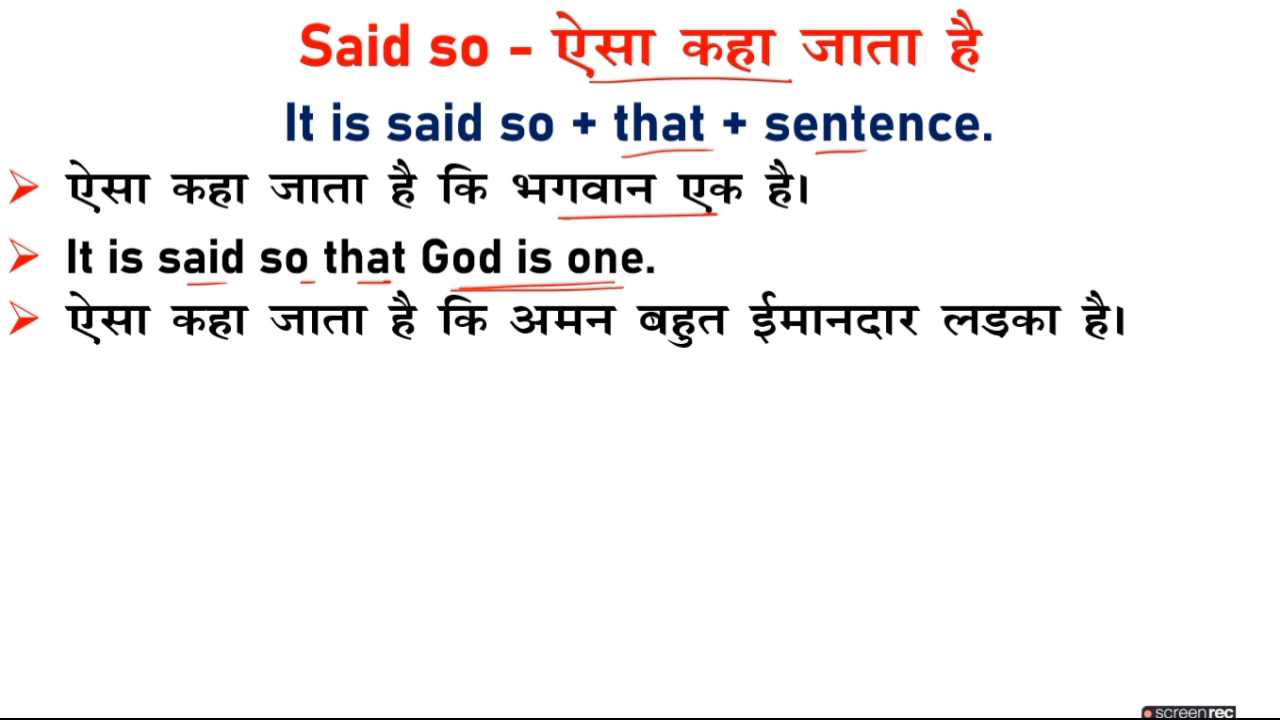 Said so – ऐसा कहा जाता है
It is said so + that + sentence.
ऐसा कहा जाता है कि भगवान एक है।
It is said so that God is one.
ऐसा कहा जाता है कि अमन बहुत ईमानदार लड़का है।
screenrec